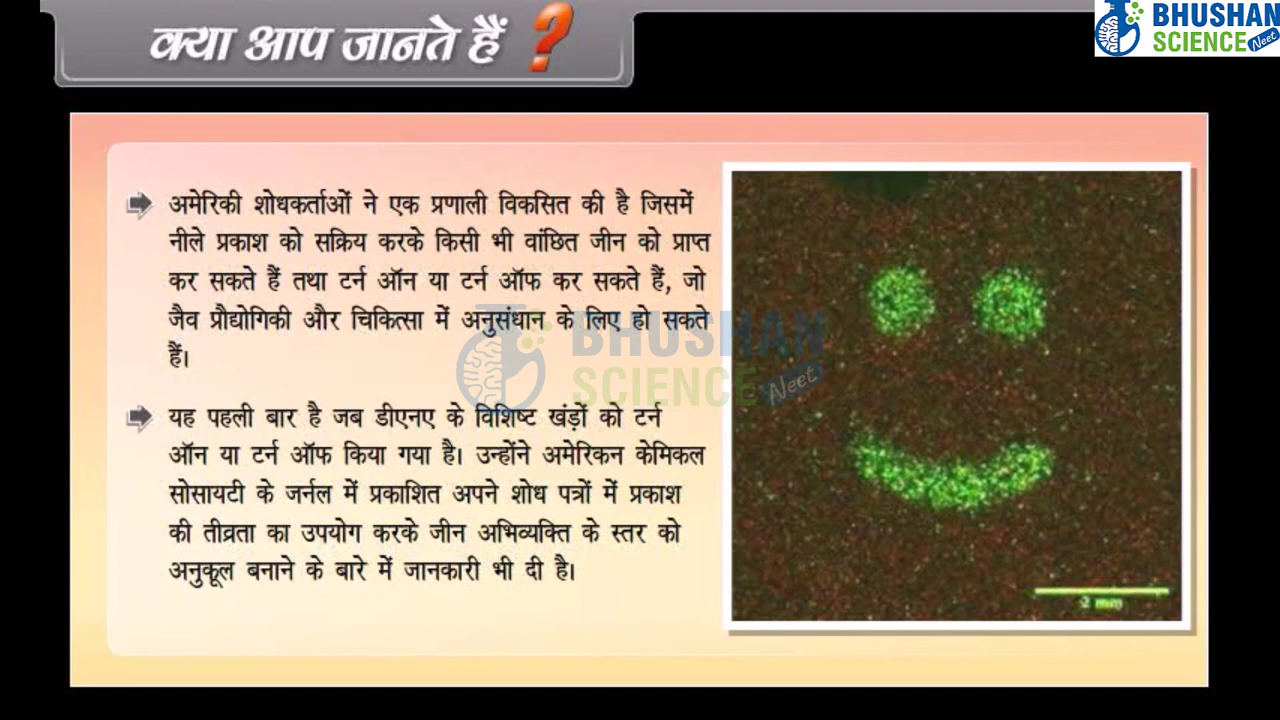 क्या आप जानते हैं ?
BHUSHAN
SCIENCE Neet
अमेरिकी शोधकर्ताओं ने एक प्रणाली विकसित की है जिसमें
नीले प्रकाश को सक्रिय करके किसी भी वांछित जीन को प्राप्त
कर सकते हैं तथा टर्न ऑन या टर्न ऑफ कर सकते हैं, जो
जैव प्रौद्योगिकी और चिकित्सा में अनुसंधान के लिए हो सकते
हैं।
यह पहली बार है जब डीएनए के विशिष्ट खंड़ों को टर्न
ऑन या टर्न ऑफ किया गया है। उन्होंने अमेरिकन केमिकल
सोसायटी के जर्नल में प्रकाशित अपने शोध पत्रों में प्रकाश
की तीव्रता का उपयोग करके जीन अभिव्यक्ति के स्तर को
अनुकूल बनाने के बारे में जानकारी भी दी है।
BHUSHAN
SCIENCE Neet
2 mm